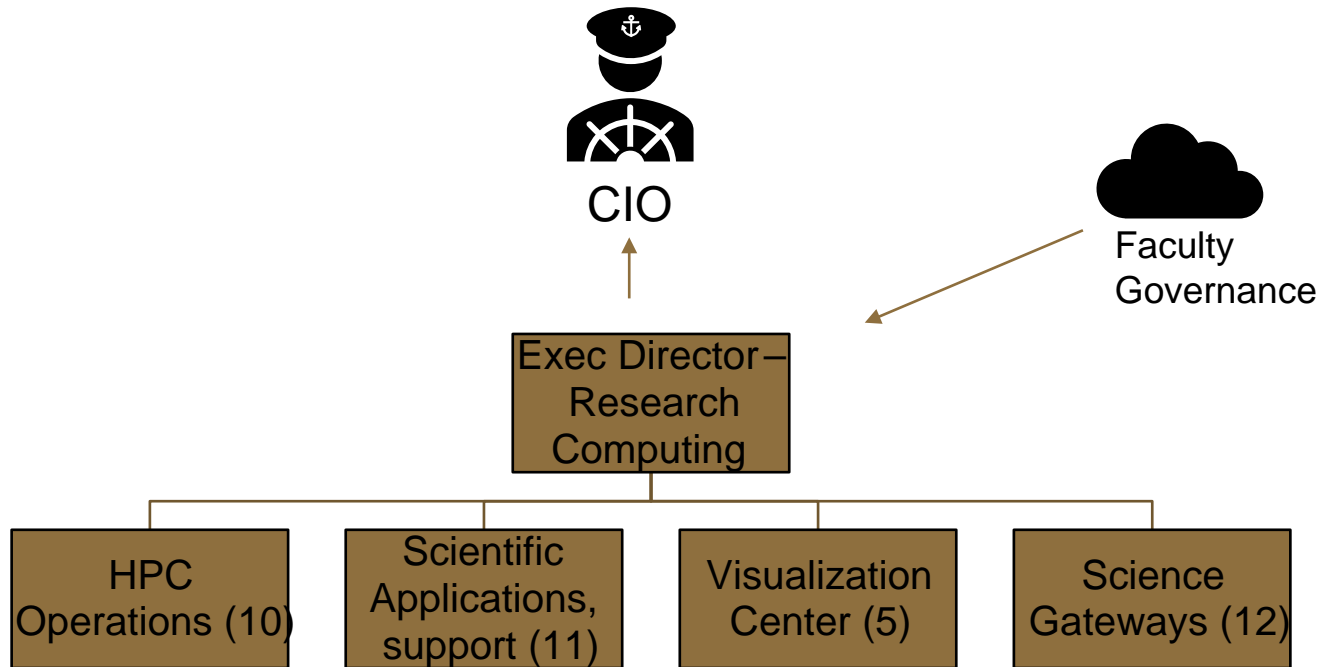 CIO
Faculty
Governance
Exec Director –
Research
Computing
HPC
Operations (10)
Scientific
Applications,
support (11)
Visualization
Center (5)
Science
Gateways (12)